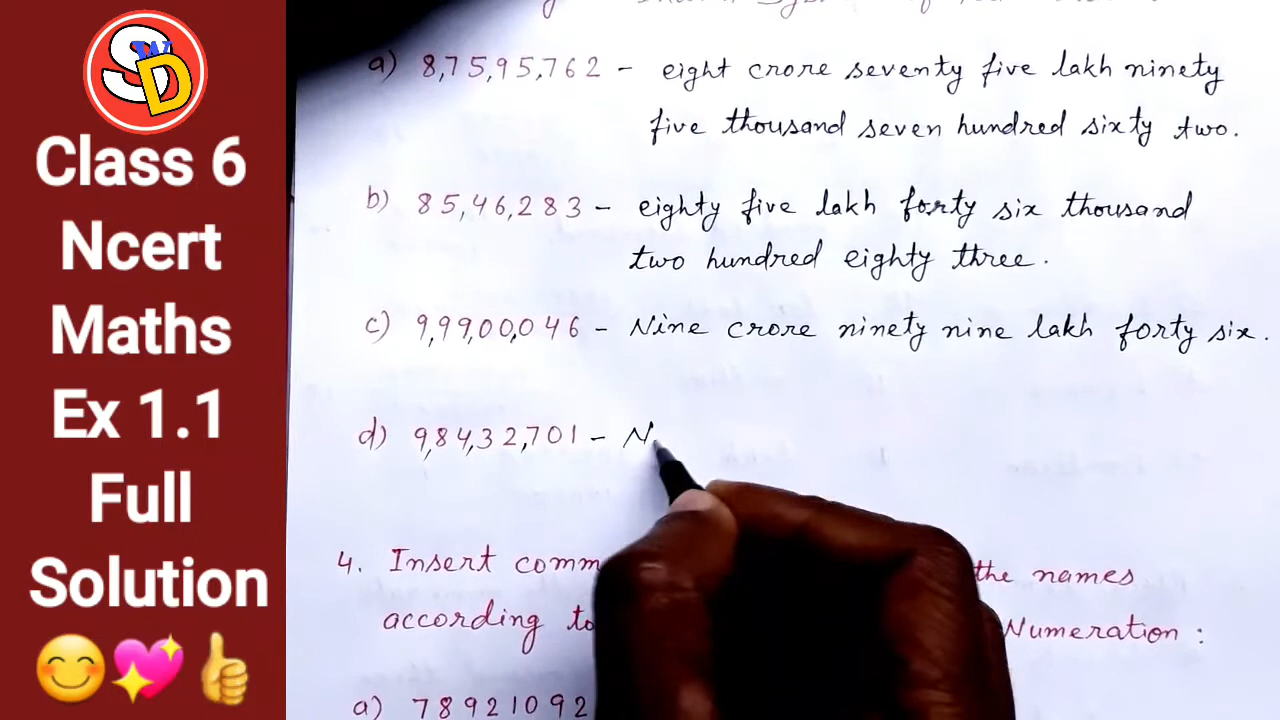 SWD
Class 6
Ncert
Maths
Ex 1.1
Full
Solution
a) 8,75,95,762 - eight crore seventy five lakh ninety
five thousand seven hundred sixty two.
b) 85,46,283 - eighty five lakh forty six thousand
two hundred eighty three.
c) 9,99,00,046 - Nine crore ninety nine lakh forty six.
d) 9,84,32,701 - N
4. Insert comm the names
according to Numeration :
a) 78921092